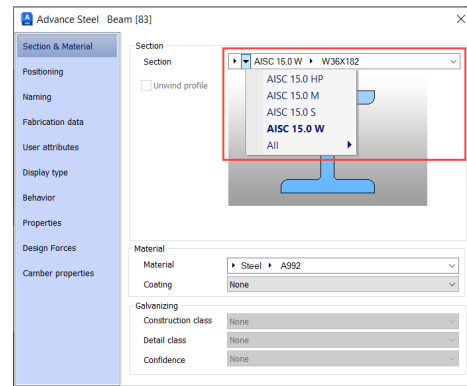 Advance Steel Beam [83]
Section & Material
Positioning
Naming
Fabrication data
User attributes
Display type
Behavior
Properties
Design Forces
Camber properties
Section
Section AISC 15.0 W W36X182
Unwind profile
AISC 15.0 HP
AISC 15.0 M
AISC 15.0 S
AISC 15.0 W
All
Material
Material Steel A992
Coating None
Galvanizing
Construction class None
Detail class None
Confidence None